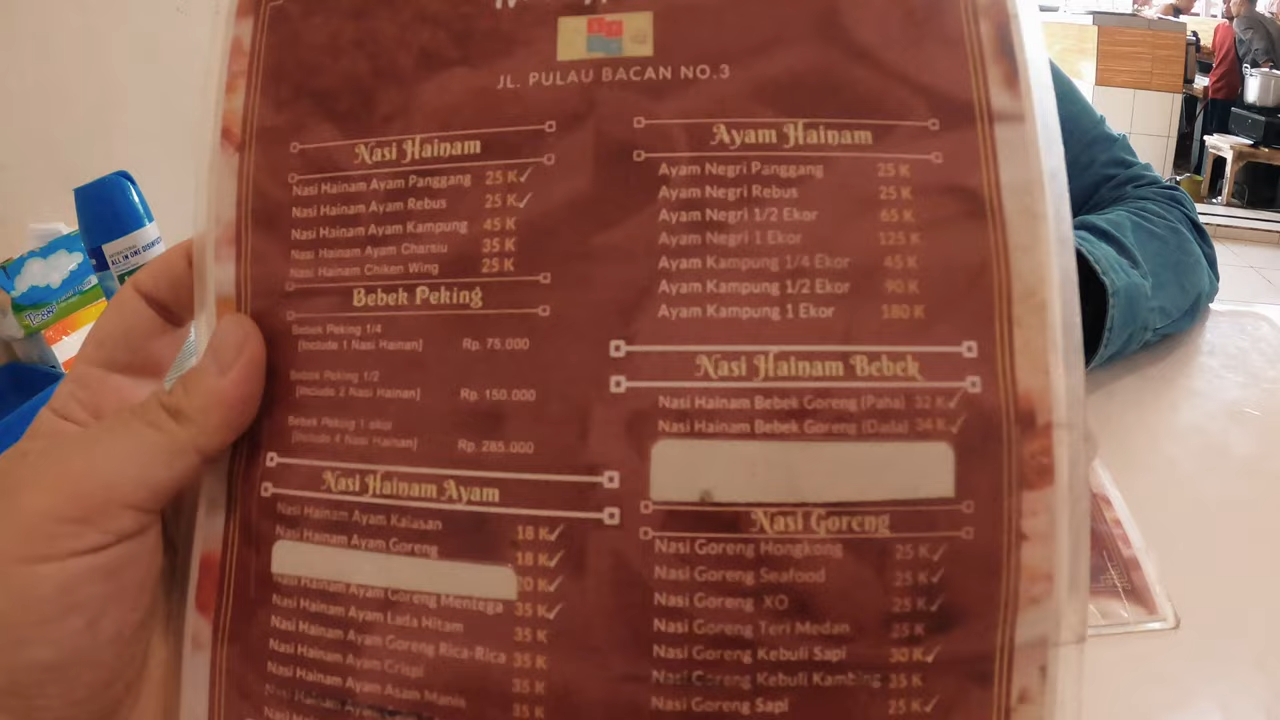 JL. PULAU BACAN NO.3
Nasi Hainam
Nasi Hainam Ayam Panggang 25 K✓
Nasi Hainam Ayam Rebus 25 K✓
Nasi Hainam Ayam Kampung 45 K
Nasi Hainam Ayam Charsiu 35 K
Nasi Hainam Chiken Wing 25 K
Bebek Peking
Bebek Peking 1/4
[Include 1 Nasi Hainan] Rp. 75.000
Bebek Peking 1/2
[Include 2 Nasi Hainan] Rp. 150.000
Bebek Peking 1 ekor
[Include 4 Nasi Hainan] Rp. 285.000
Nasi Hainam Ayam
Nasi Hainam Ayam Kalasan 18 K✓
Nasi Hainam Ayam Goreng 18 K✓
20 K✓
Nasi Hainam Ayam Goreng Mentega 35 K✓
Nasi Hainam Ayam Lada Hitam 35 K
Nasi Hainam Ayam Goreng Rica-Rica 35 K
Nasi Hainam Ayam Crispi 35 K
Nasi Hainam Ayam Asam Manis 35 K
Nasi Hainam Ayam
Ayam Hainam
Ayam Negri Panggang 25 K
Ayam Negri Rebus 25 K
Ayam Negri 1/2 Ekor 65 K
Ayam Negri 1 Ekor 125 K
Ayam Kampung 1/4 Ekor 45 K
Ayam Kampung 1/2 Ekor 90 K
Ayam Kampung 1 Ekor 180 K
Nasi Hainam Bebek
Nasi Hainam Bebek Goreng (Paha) 32 K✓
Nasi Hainam Bebek Goreng (Dada) 34 K✓
Nasi Goreng
Nasi Goreng Hongkong 25 K✓
Nasi Goreng Seafood 25 K✓
Nasi Goreng XO 25 K✓
Nasi Goreng Teri Medan 25 K
Nasi Goreng Kebuli Sapi 30 K✓
Nasi Goreng Kebuli Kambing 35 K
Nasi Goreng Sapi 25 K✓
ALL IN ONE